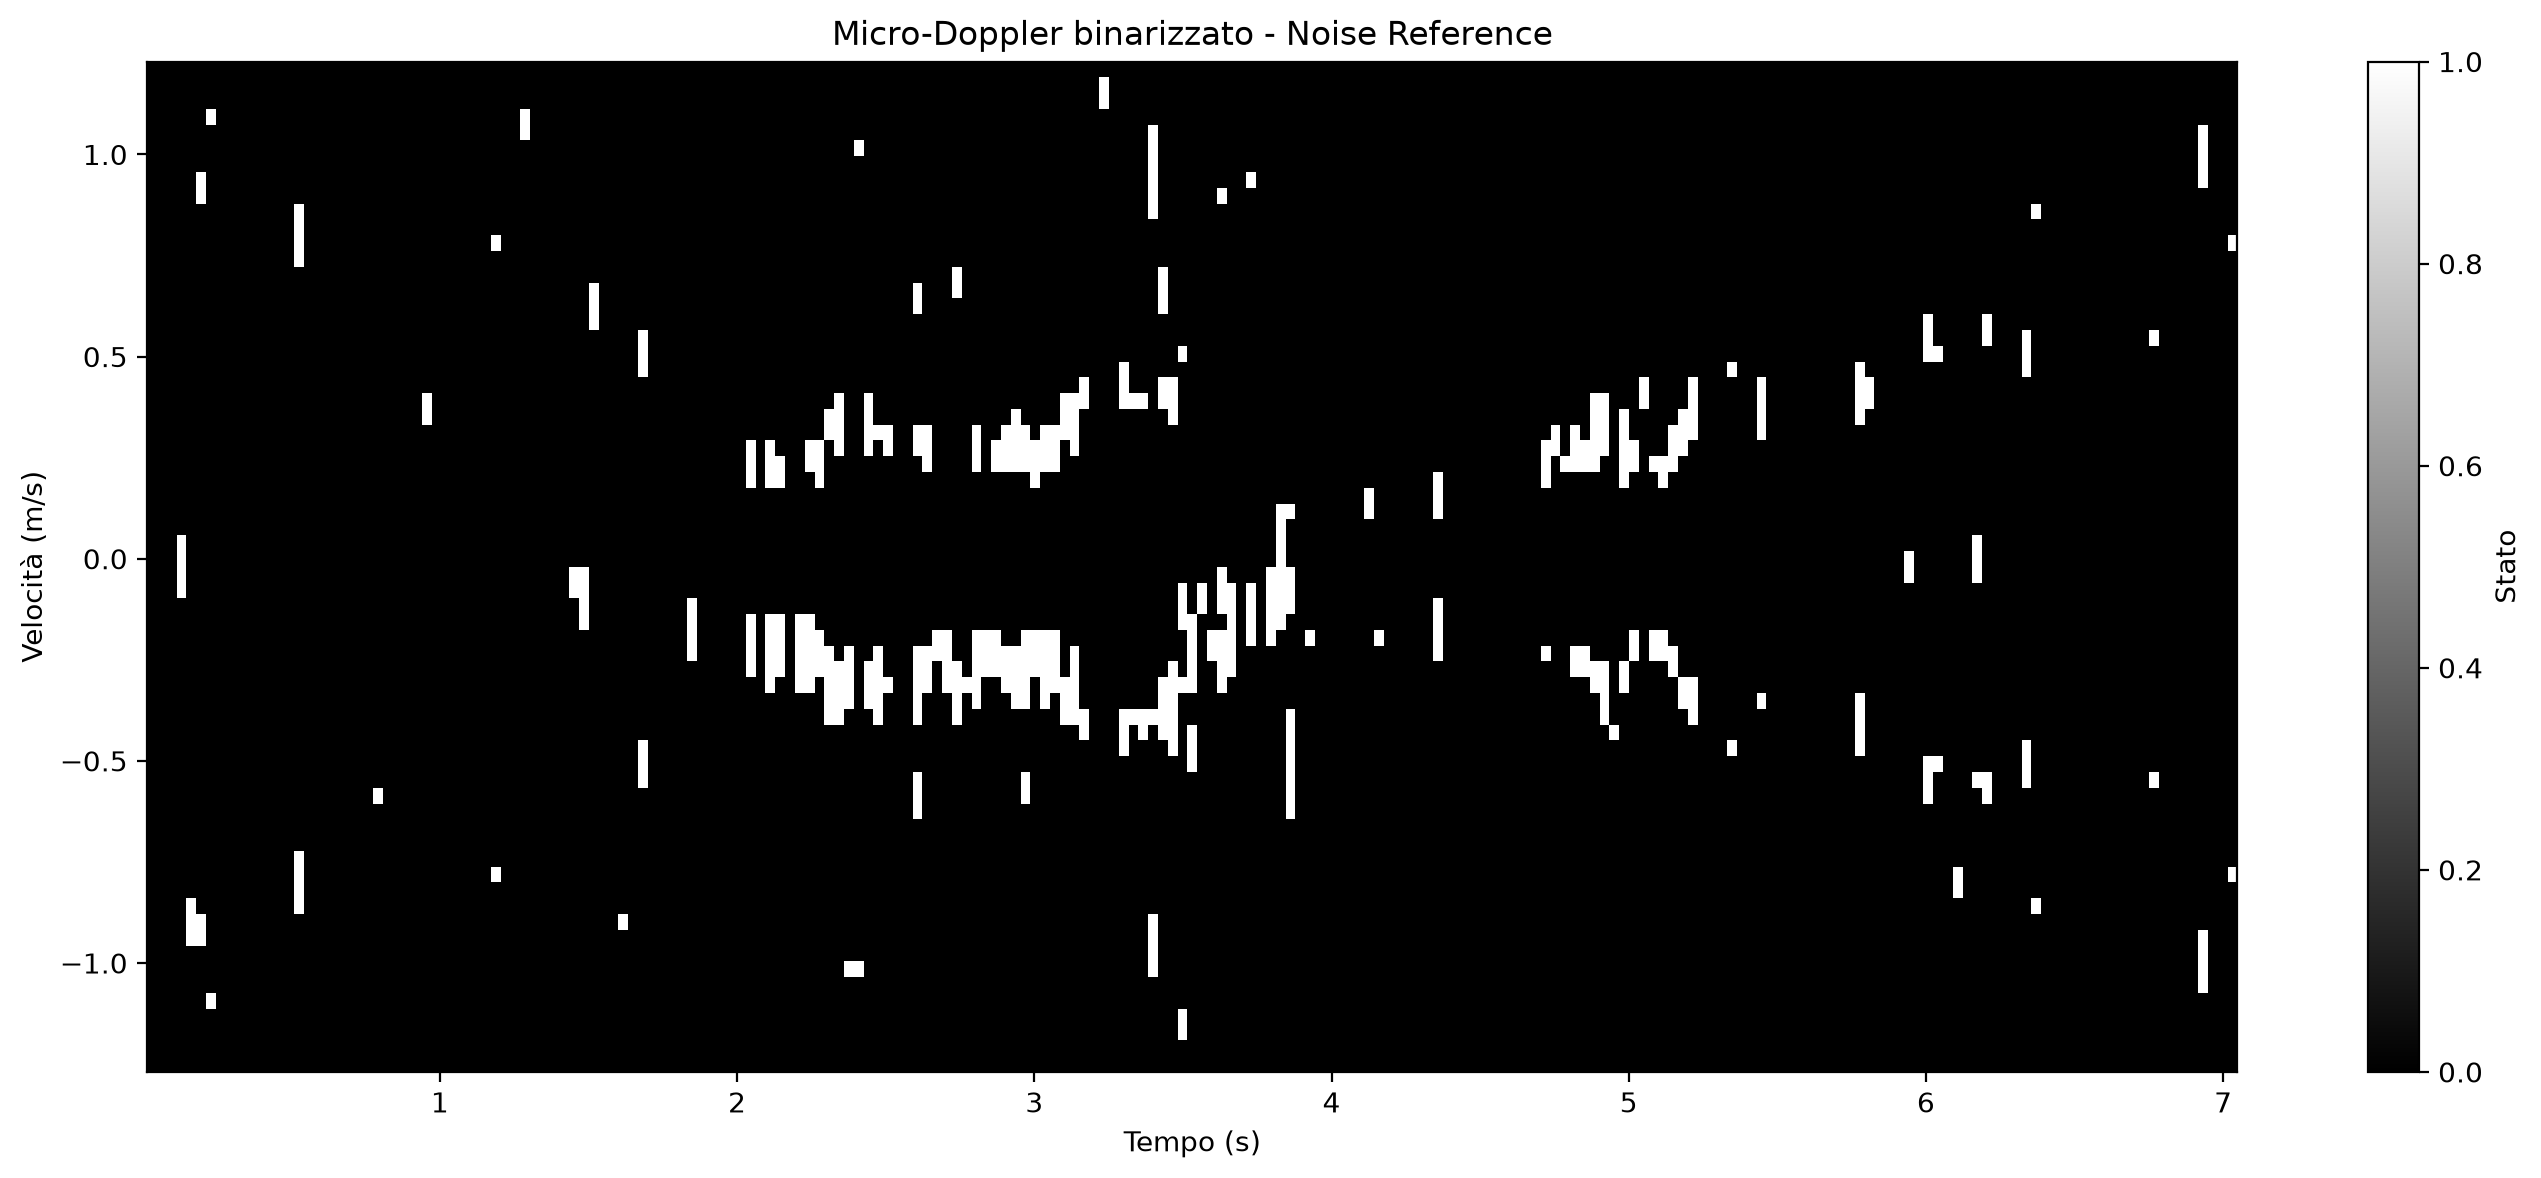 Micro-Doppler binarizzato - Noise Reference
Velocità (m/s)
1.0
0.5
0.0
−0.5
−1.0
1 2 3 4 5 6 7
Tempo (s)
1.0
0.8
0.6
0.4
0.2
0.0
Stato